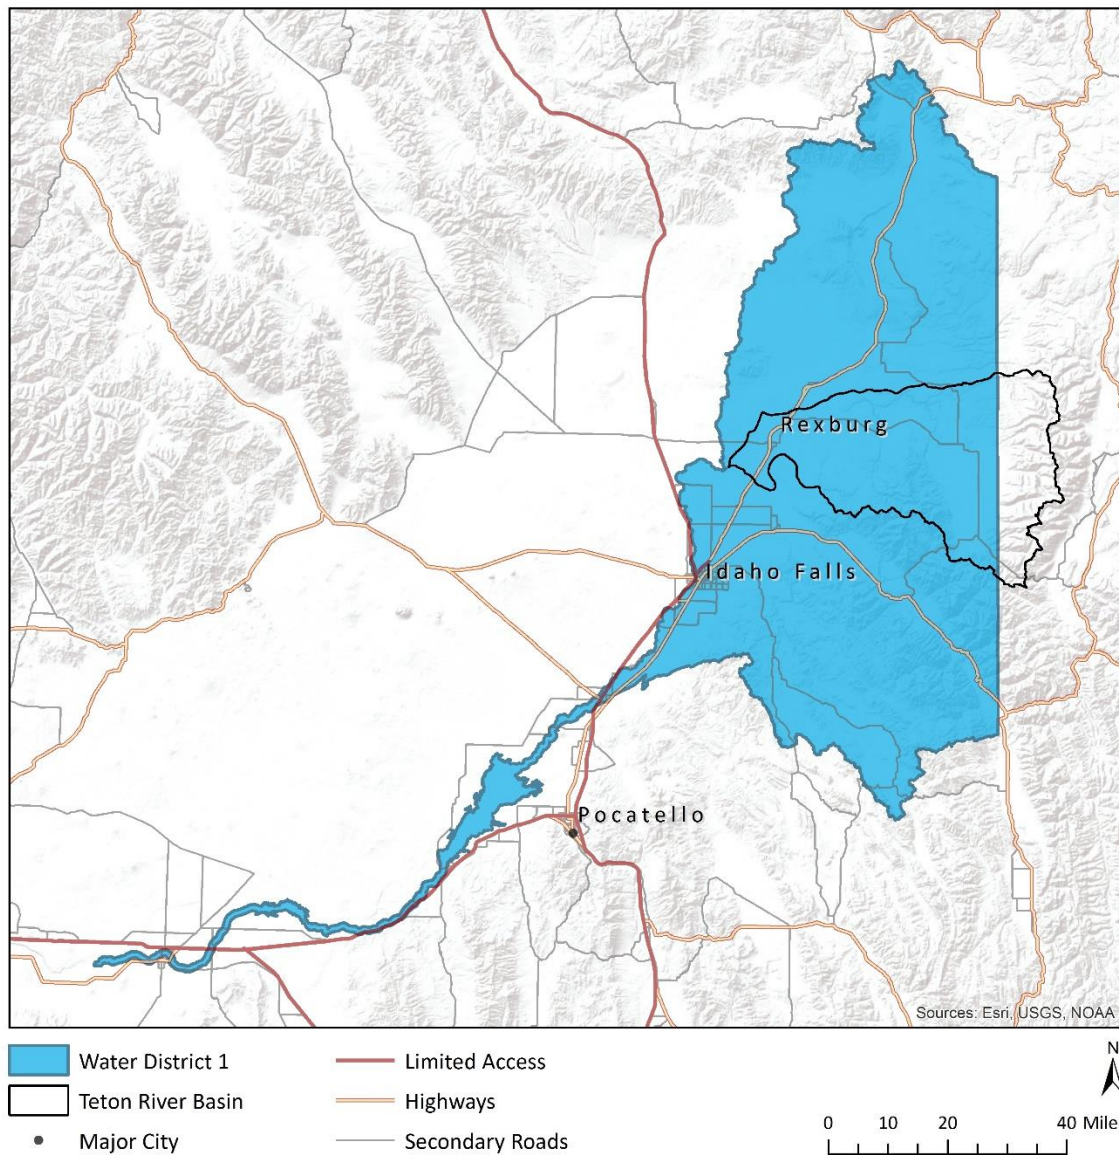 Rexburg
Idaho Falls
Pocatello
Sources: Esri, USGS, NOAA
Water District 1
Limited Access
N
Teton River Basin
Highways
Major City
Secondary Roads
0 10 20 40 Mile